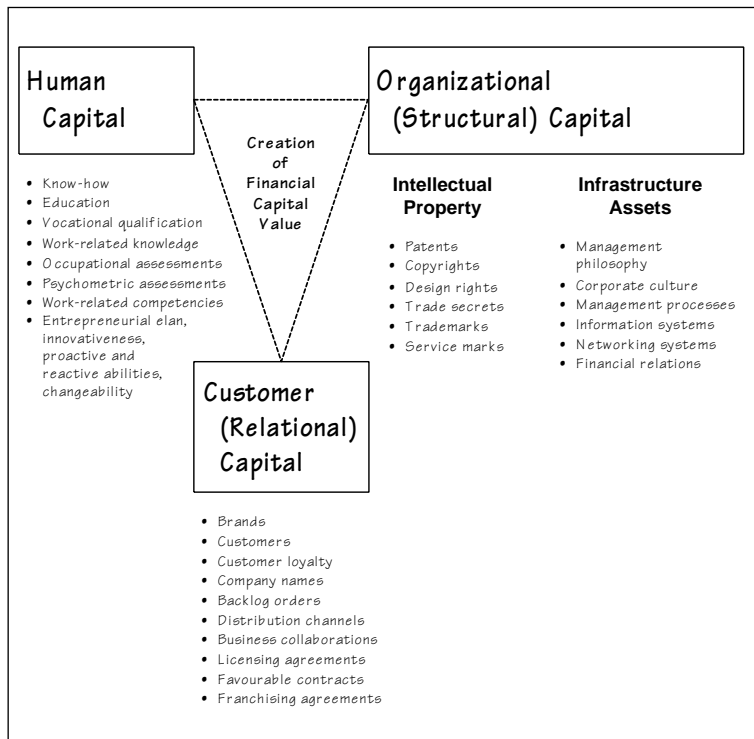 Human
Capital
• Know-how
• Education
• Vocational qualification
• Work-related knowledge
• Occupational assessments
• Psychometric assessments
• Work-related competencies
• Entrepreneurial elan,
innovativeness,
proactive and
reactive abilities,
changeability
Creation
of
Financial
Capital
Value
Organizational
(Structural) Capital
Intellectual
Property
• Patents
• Copyrights
• Design rights
• Trade secrets
• Trademarks
• Service marks
Infrastructure
Assets
• Management
philosophy
• Corporate culture
• Management processes
• Information systems
• Networking systems
• Financial relations
Customer
(Relational)
Capital
• Brands
• Customers
• Customer loyalty
• Company names
• Backlog orders
• Distribution channels
• Business collaborations
• Licensing agreements
• Favourable contracts
• Franchising agreements